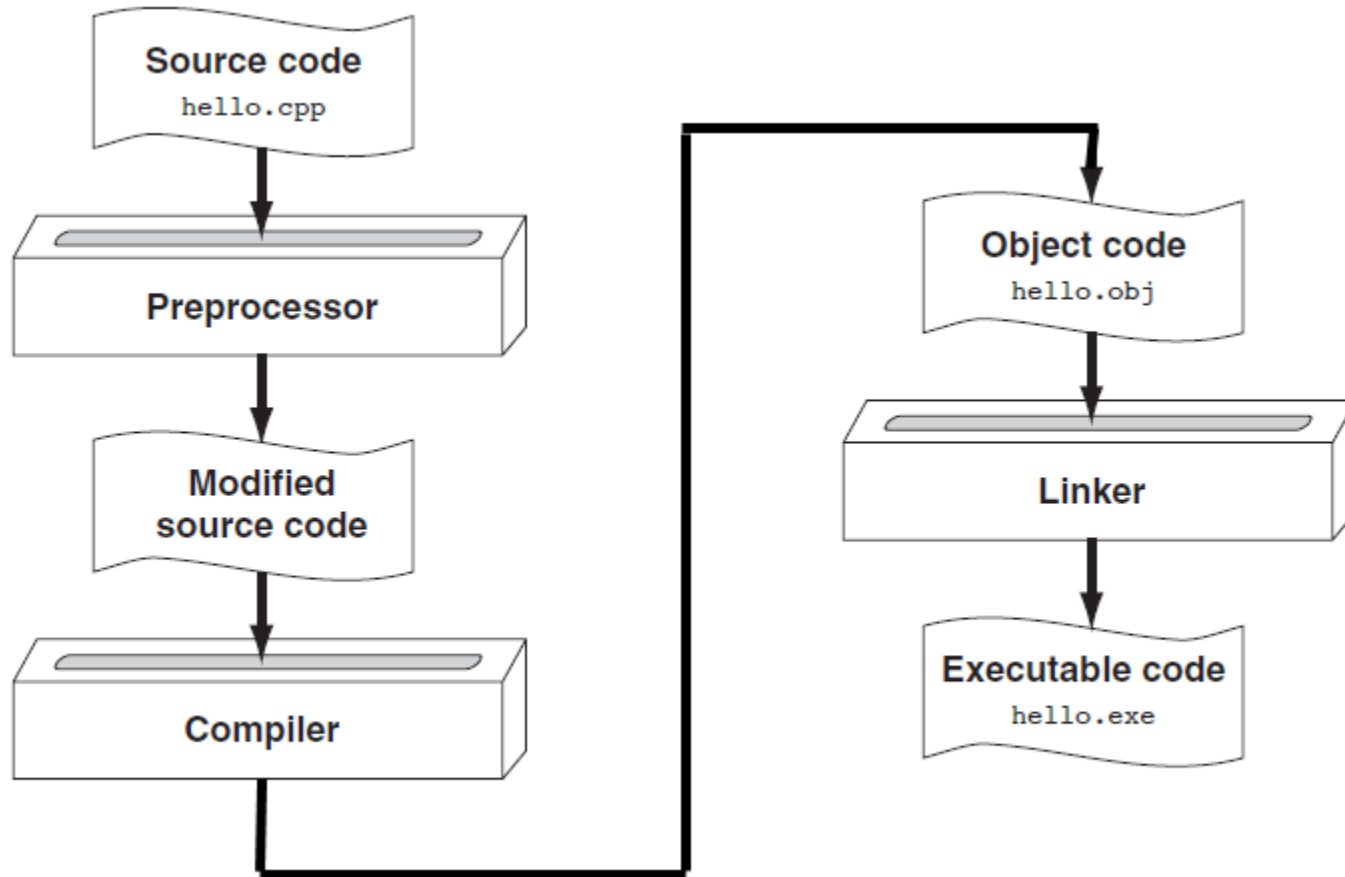 Source code
hello.cpp
Preprocessor
Modified
source code
Compiler
Object code
hello.obj
Linker
Executable code
hello.exe